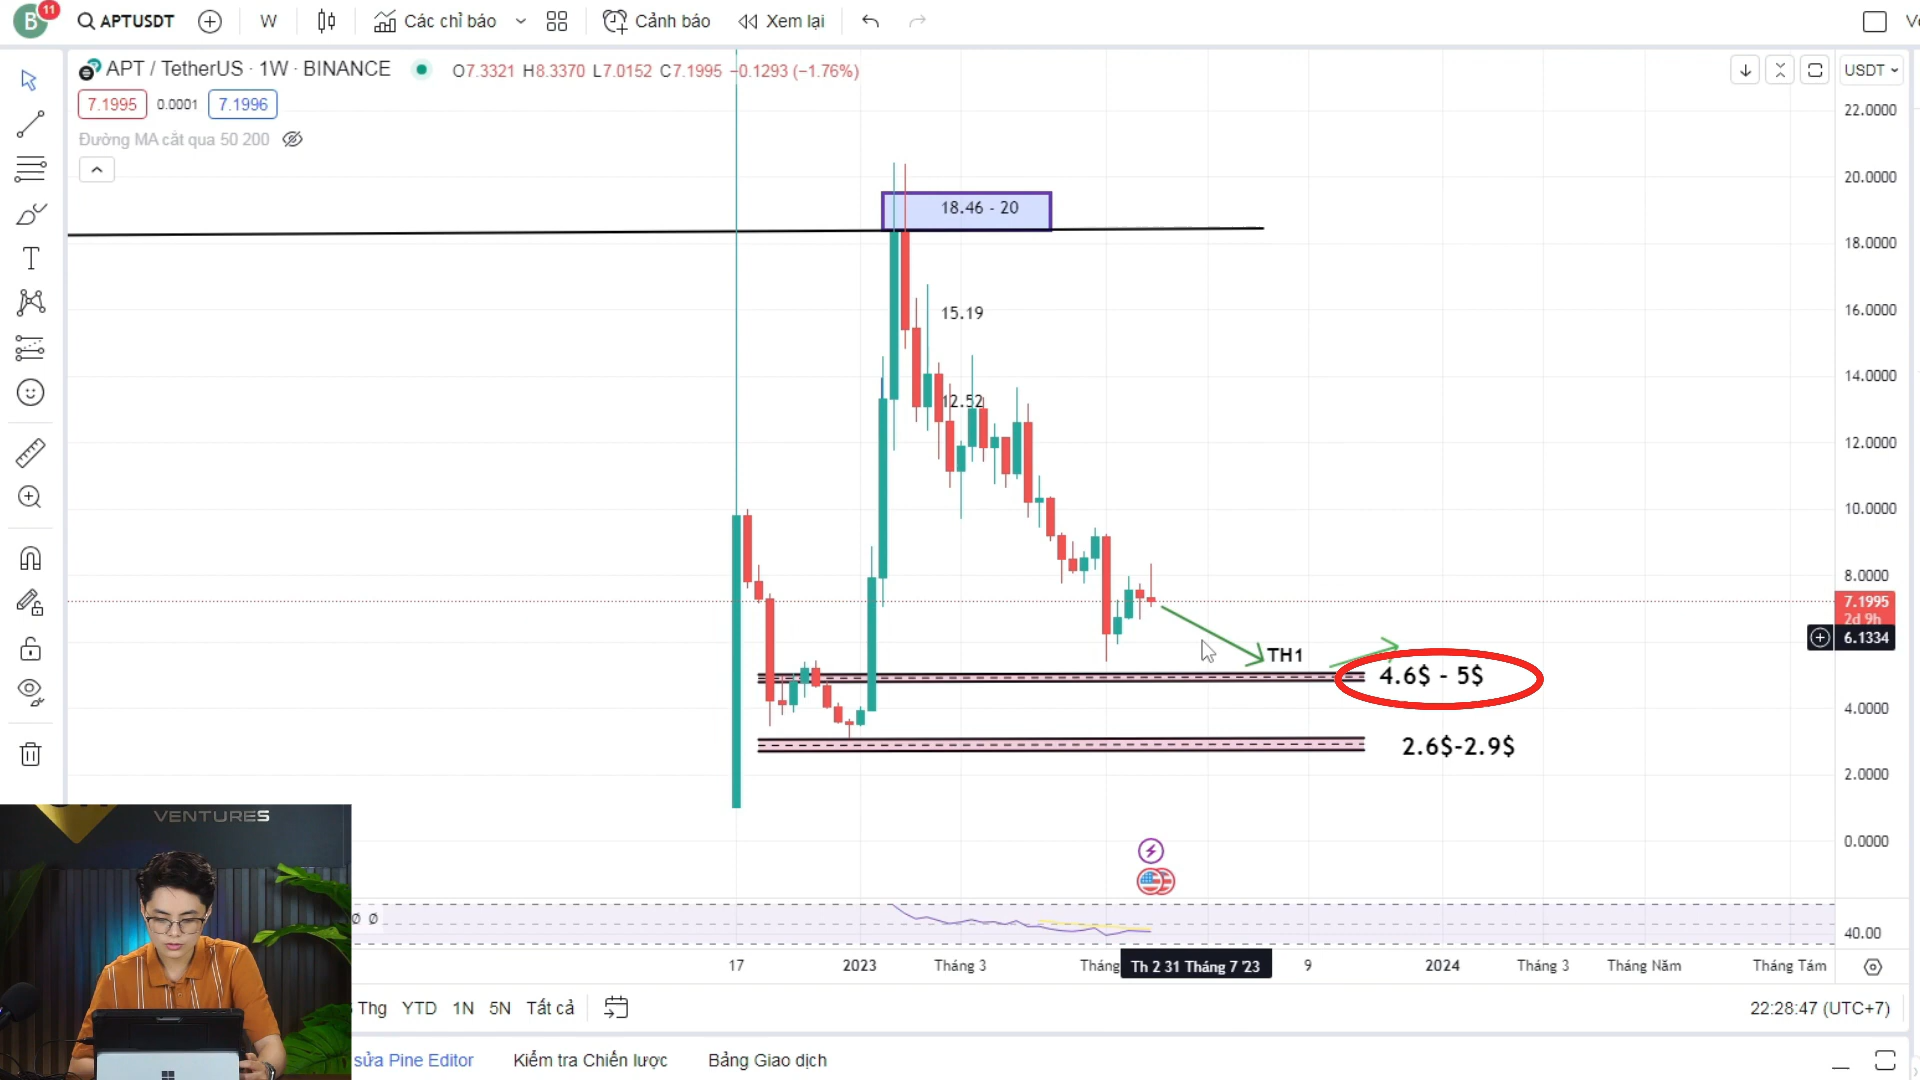 B 11 APTUSDT W Các chỉ báo Cảnh báo Xem lại
APT / TetherUS · 1W · BINANCE O7.3321 H8.3370 L7.0152 C7.1995 −0.1293 (−1.76%)
USDT
7.1995 0.0001 7.1996
Đường MA cắt qua 50 200
22.0000
20.0000
18.46 - 20
18.0000
16.0000
15.19
14.0000
12.52
12.0000
10.0000
8.0000
7.1995
2d 9h
6.1334
TH1
4.6$ - 5$
4.0000
2.6$-2.9$
2.0000
0.0000
VENTURES
Ø Ø
40.00
17 2023 Tháng 3 Tháng Th 2 31 Tháng 7 '23 9 2024 Tháng 3 Tháng Năm Tháng Tám
Thg YTD 1N 5N Tất cả
22:28:47 (UTC+7)
sửa Pine Editor Kiểm tra Chiến lược Bảng Giao dịch